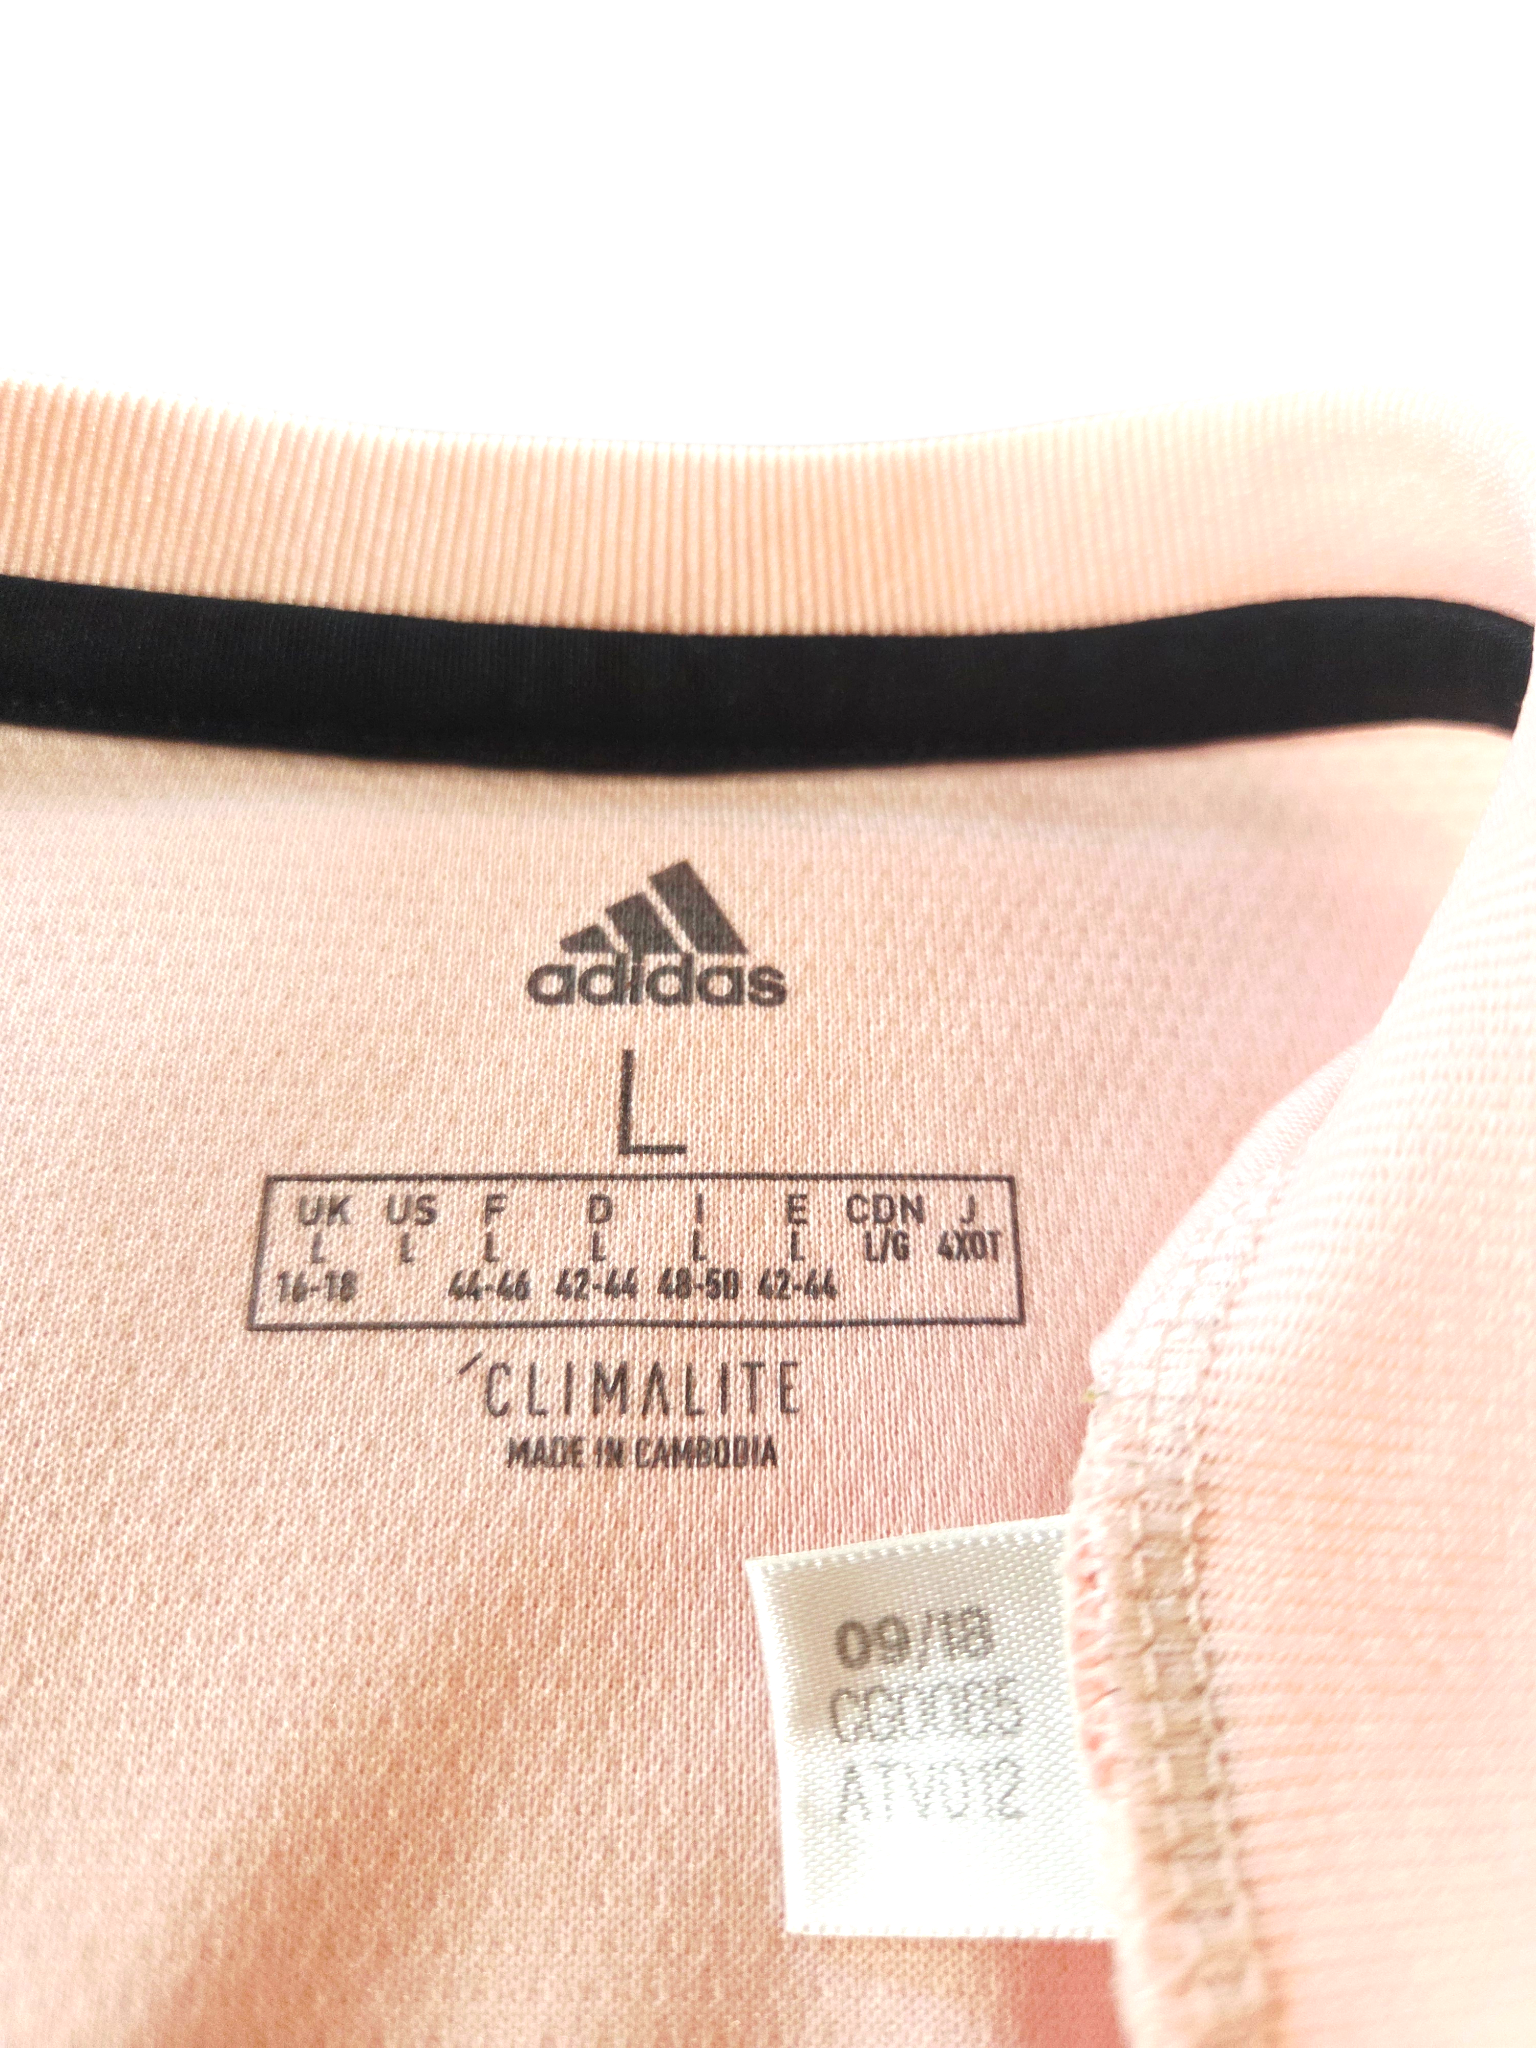 adidas
L
UK US F D I E CDN J
L L L L L L L/G 4XOT
16-18 44-46 42-44 48-50 42-44
CLIMALITE
MADE IN CAMBODIA
09/18
CG0085
ATV012